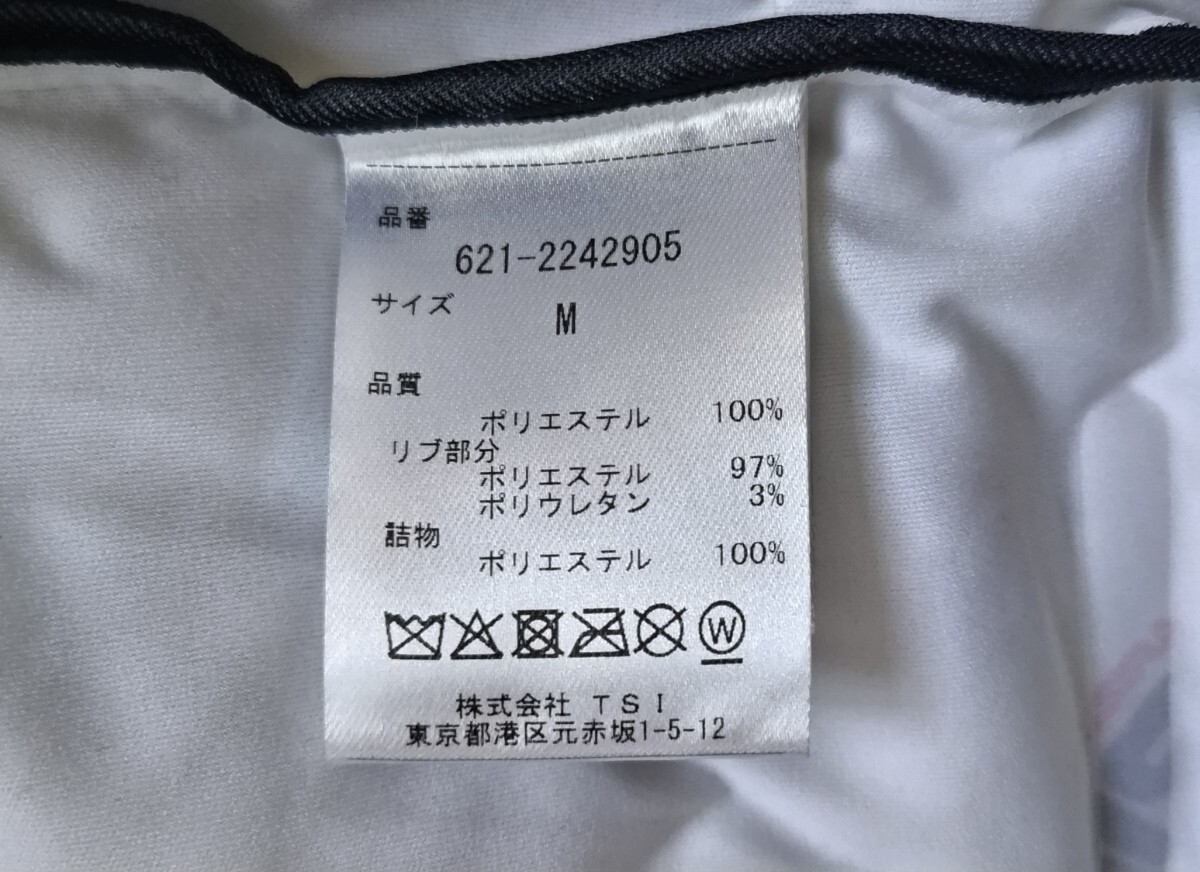 品番
621-2242905
サイズ
M
品質
ポリエステル 100%
リブ部分
ポリエステル 97%
ポリウレタン 3%
詰物
ポリエステル 100%
W
株式会社 TSI
東京都港区元赤坂1-5-12